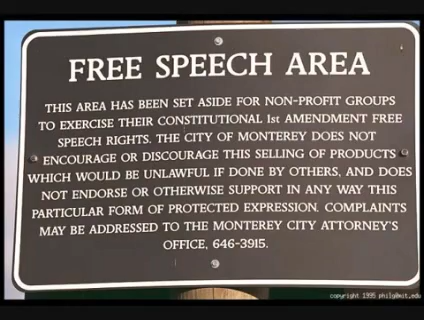 FREE SPEECH AREA
THIS AREA HAS BEEN SET ASIDE FOR NON-PROFIT GROUPS
TO EXERCISE THEIR CONSTITUTIONAL 1st AMENDMENT FREE
SPEECH RIGHTS. THE CITY OF MONTEREY DOES NOT
ENCOURAGE OR DISCOURAGE THIS SELLING OF PRODUCTS
WHICH WOULD BE UNLAWFUL IF DONE BY OTHERS, AND DOES
NOT ENDORSE OR OTHERWISE SUPPORT IN ANY WAY THIS
PARTICULAR FORM OF PROTECTED EXPRESSION. COMPLAINTS
MAY BE ADDRESSED TO THE MONTEREY CITY ATTORNEY'S
OFFICE, 646-3915.
copyright 1995 philg@mit.edu